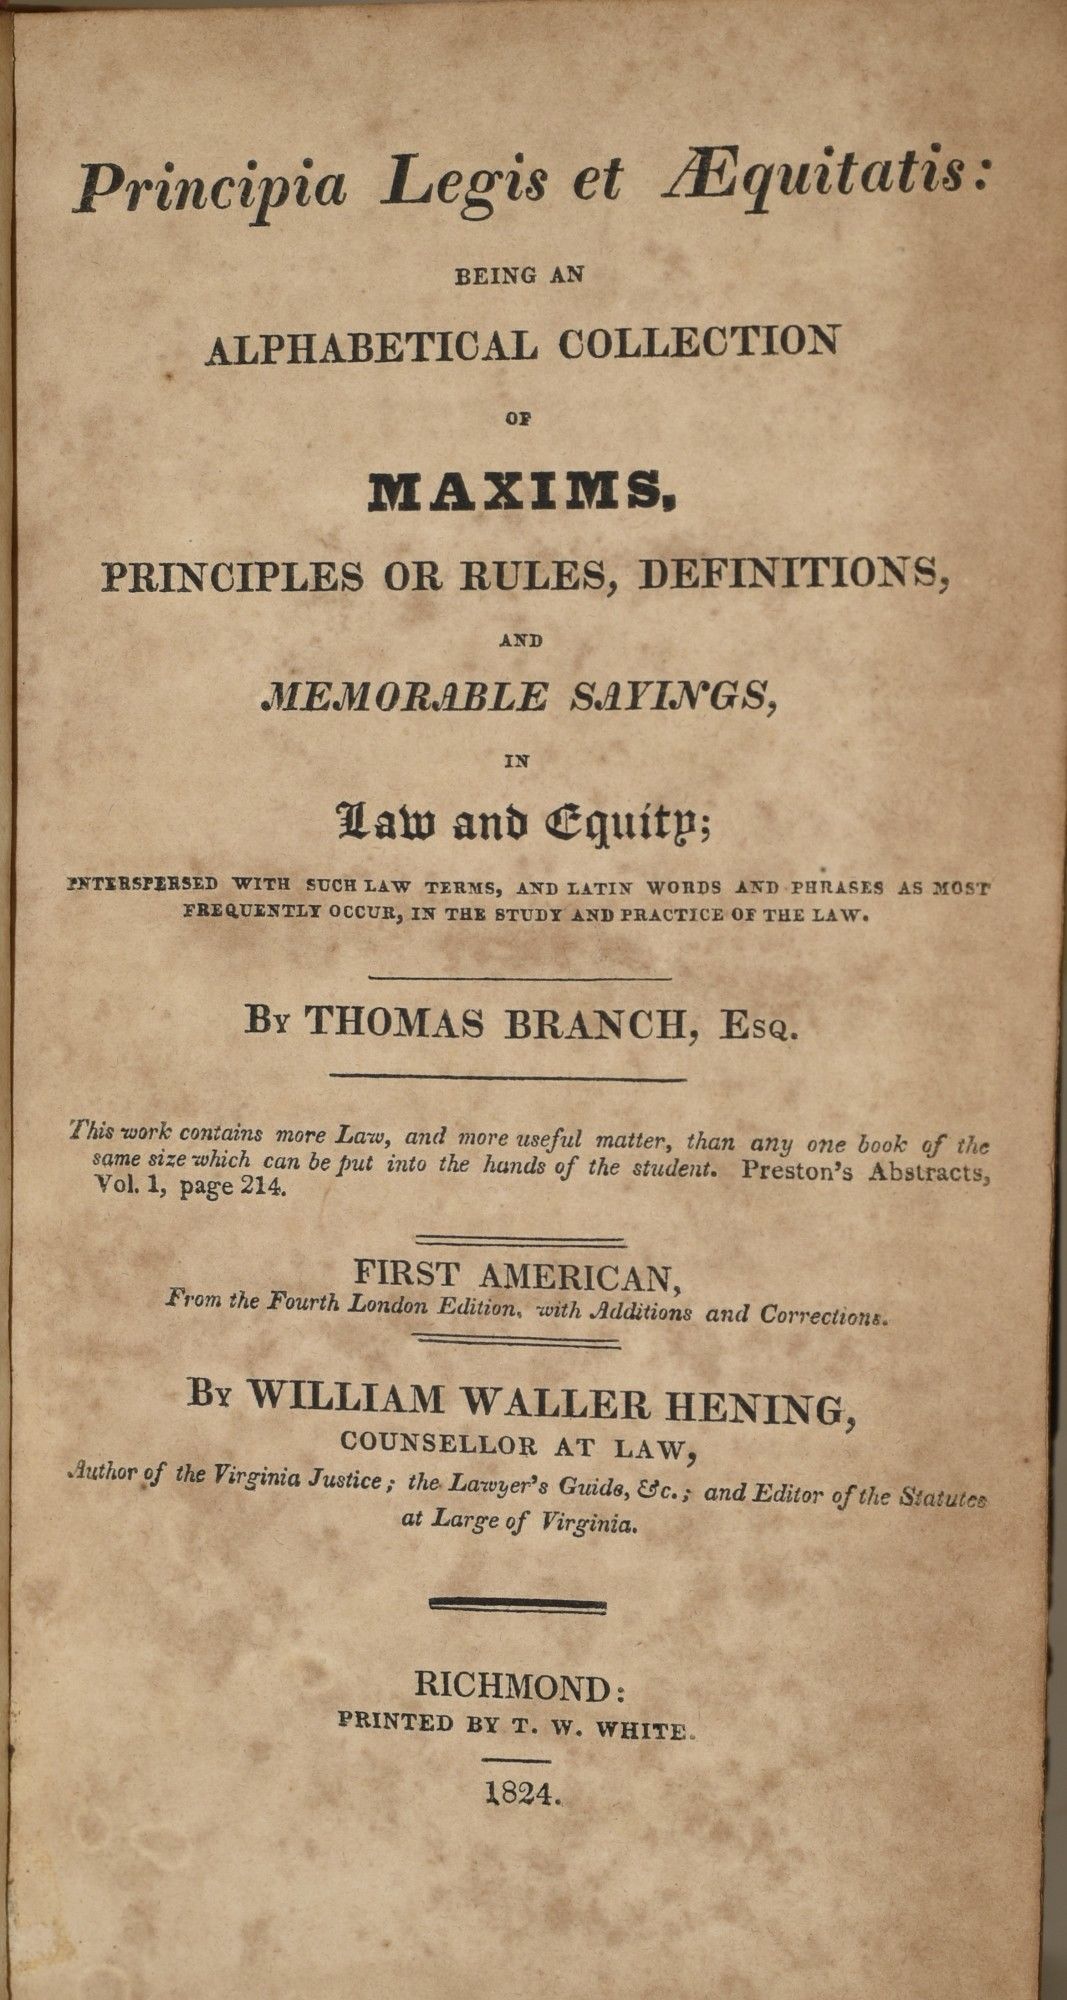 Principia Legis et Æquitatis:
BEING AN
ALPHABETICAL COLLECTION
OF
MAXIMS,
PRINCIPLES OR RULES, DEFINITIONS,
AND
MEMORABLE SAYINGS,
IN
Law and Equity;
INTERSPERSED WITH SUCH LAW TERMS, AND LATIN WORDS AND PHRASES AS MOST
FREQUENTLY OCCUR, IN THE STUDY AND PRACTICE OF THE LAW.
By THOMAS BRANCH, Esq.
This work contains more Law, and more useful matter, than any one book of the
same size which can be put into the hands of the student. Preston's Abstracts,
Vol. 1, page 214.
FIRST AMERICAN,
From the Fourth London Edition, with Additions and Corrections.
By WILLIAM WALLER HENING,
COUNSELLOR AT LAW,
Author of the Virginia Justice; the Lawyer's Guide, &c.; and Editor of the Statutes
at Large of Virginia.
RICHMOND:
PRINTED BY T. W. WHITE.
1824.